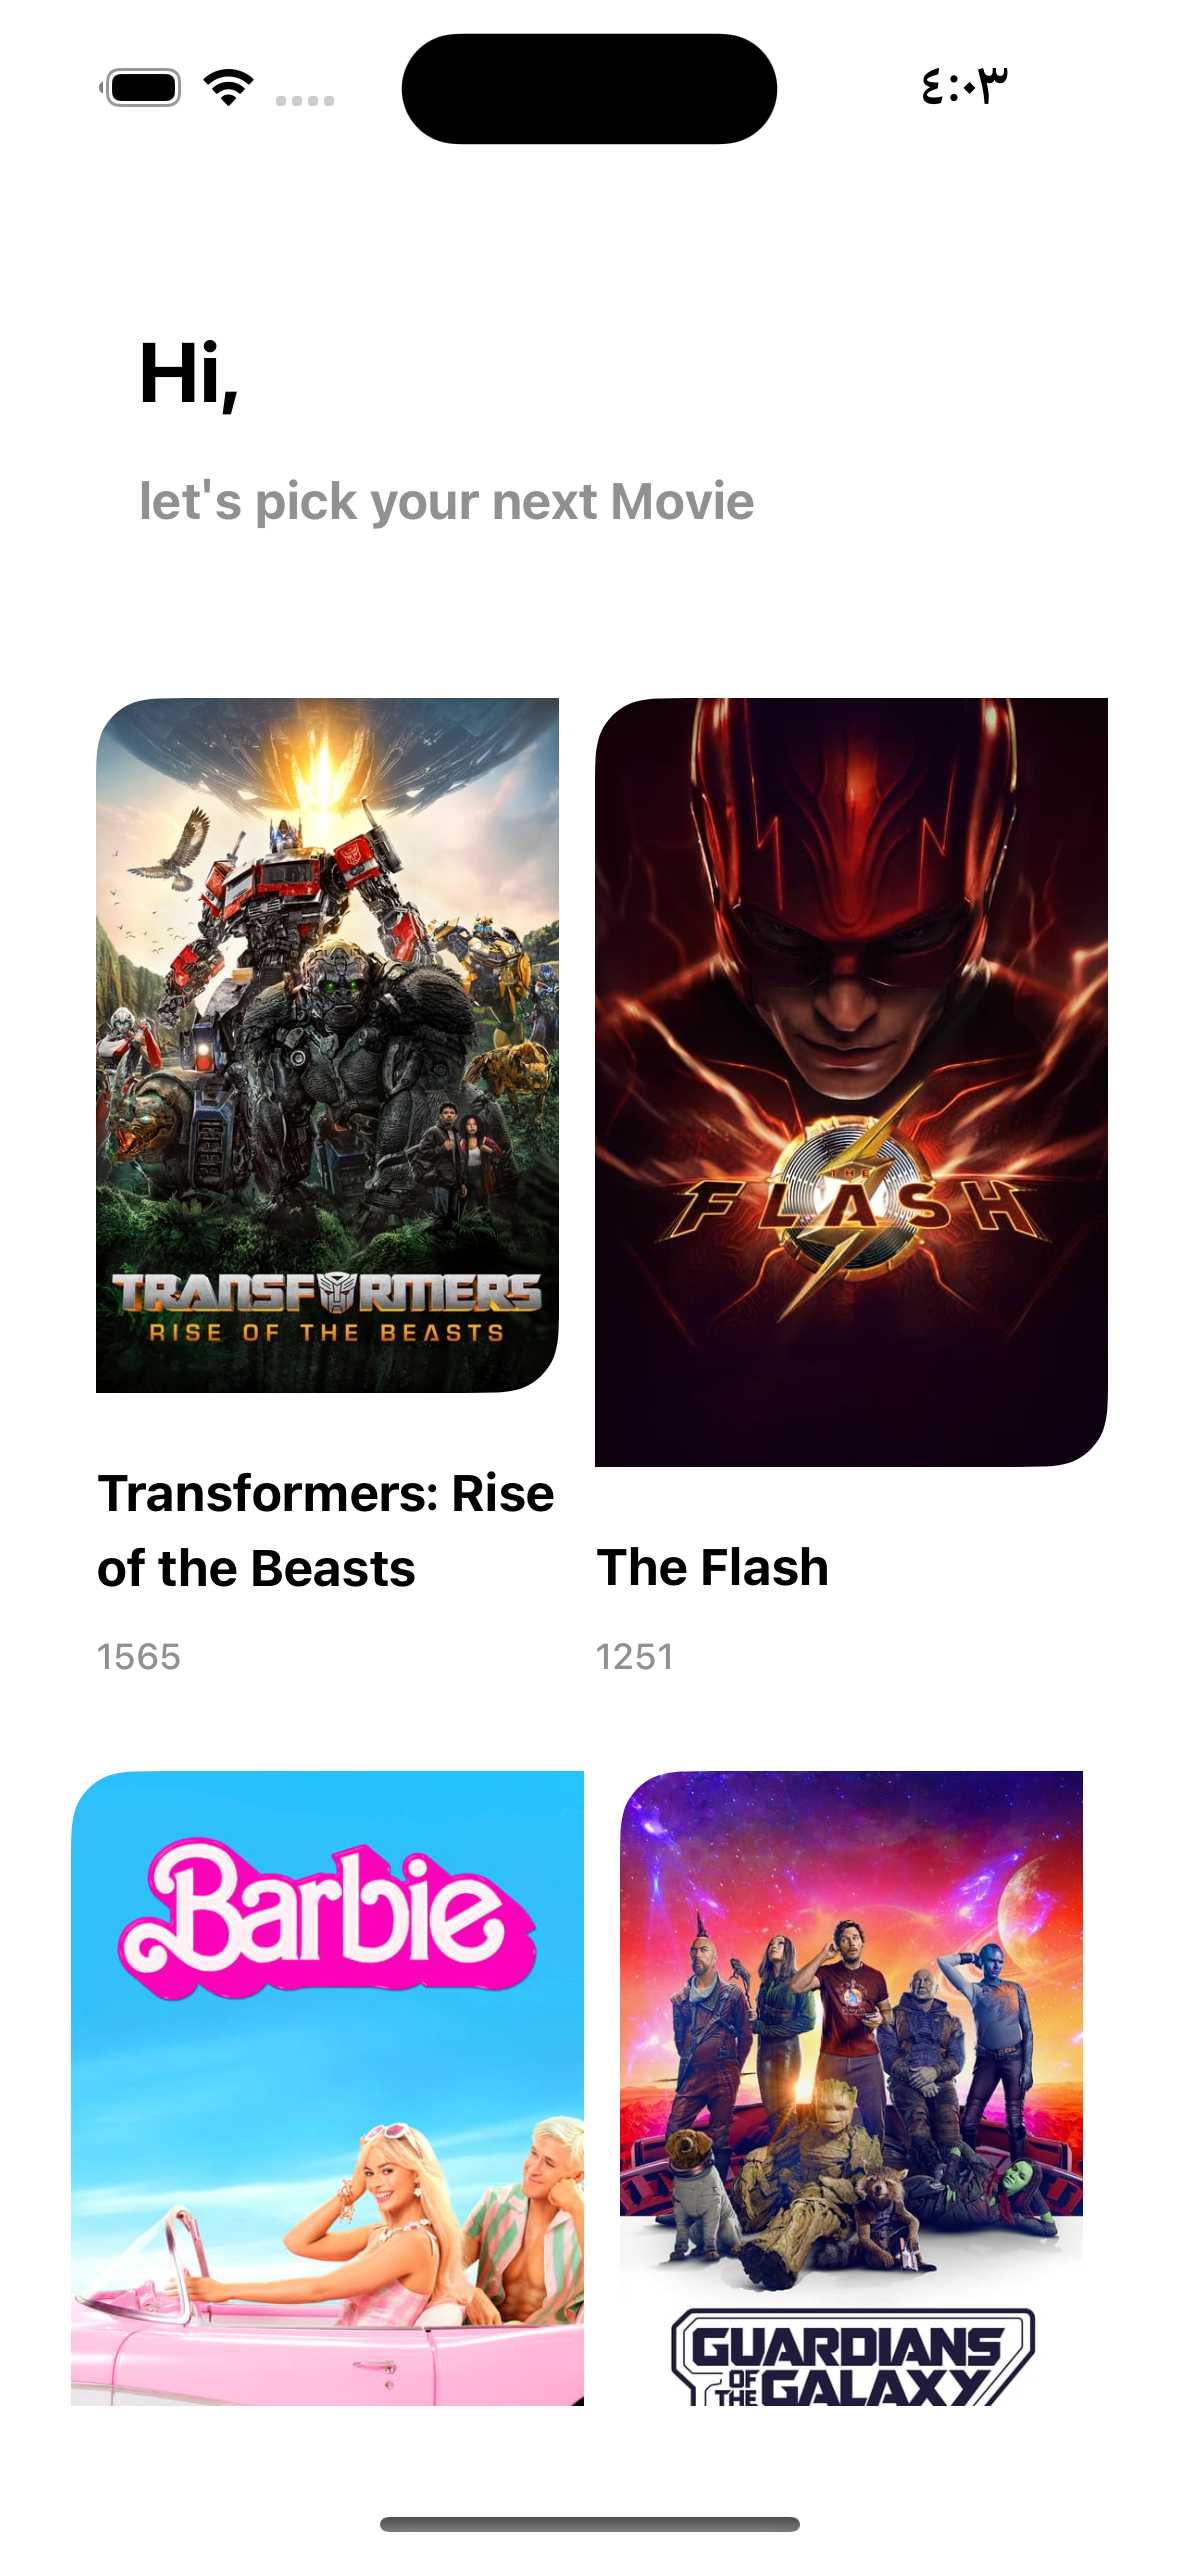 ٤:٠٣
Hi,
let's pick your next Movie
TRANSFORMERS
RISE OF THE BEASTS
THE
FLASH
Transformers: Rise
of the Beasts
1565
The Flash
1251
Barbie
GUARDIANS
OF THE GALAXY